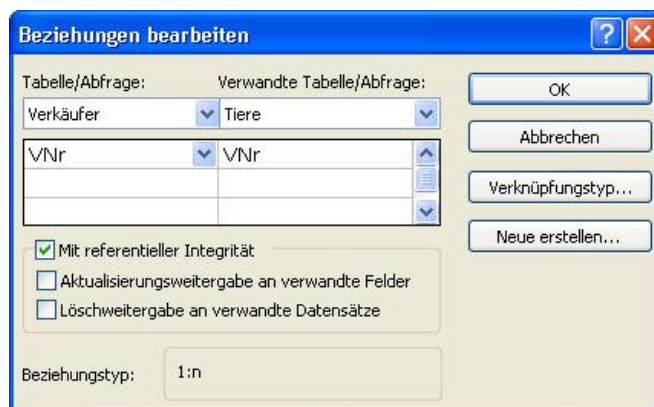 Beziehungen bearbeiten
Tabelle/Abfrage: Verwandte Tabelle/Abfrage:
Verkäufer Tiere
VNr VNr
Mit referentieller Integrität
Aktualisierungsweitergabe an verwandte Felder
Löschweitergabe an verwandte Datensätze
Beziehungstyp: 1:n
OK
Abbrechen
Verknüpfungstyp...
Neue erstellen...